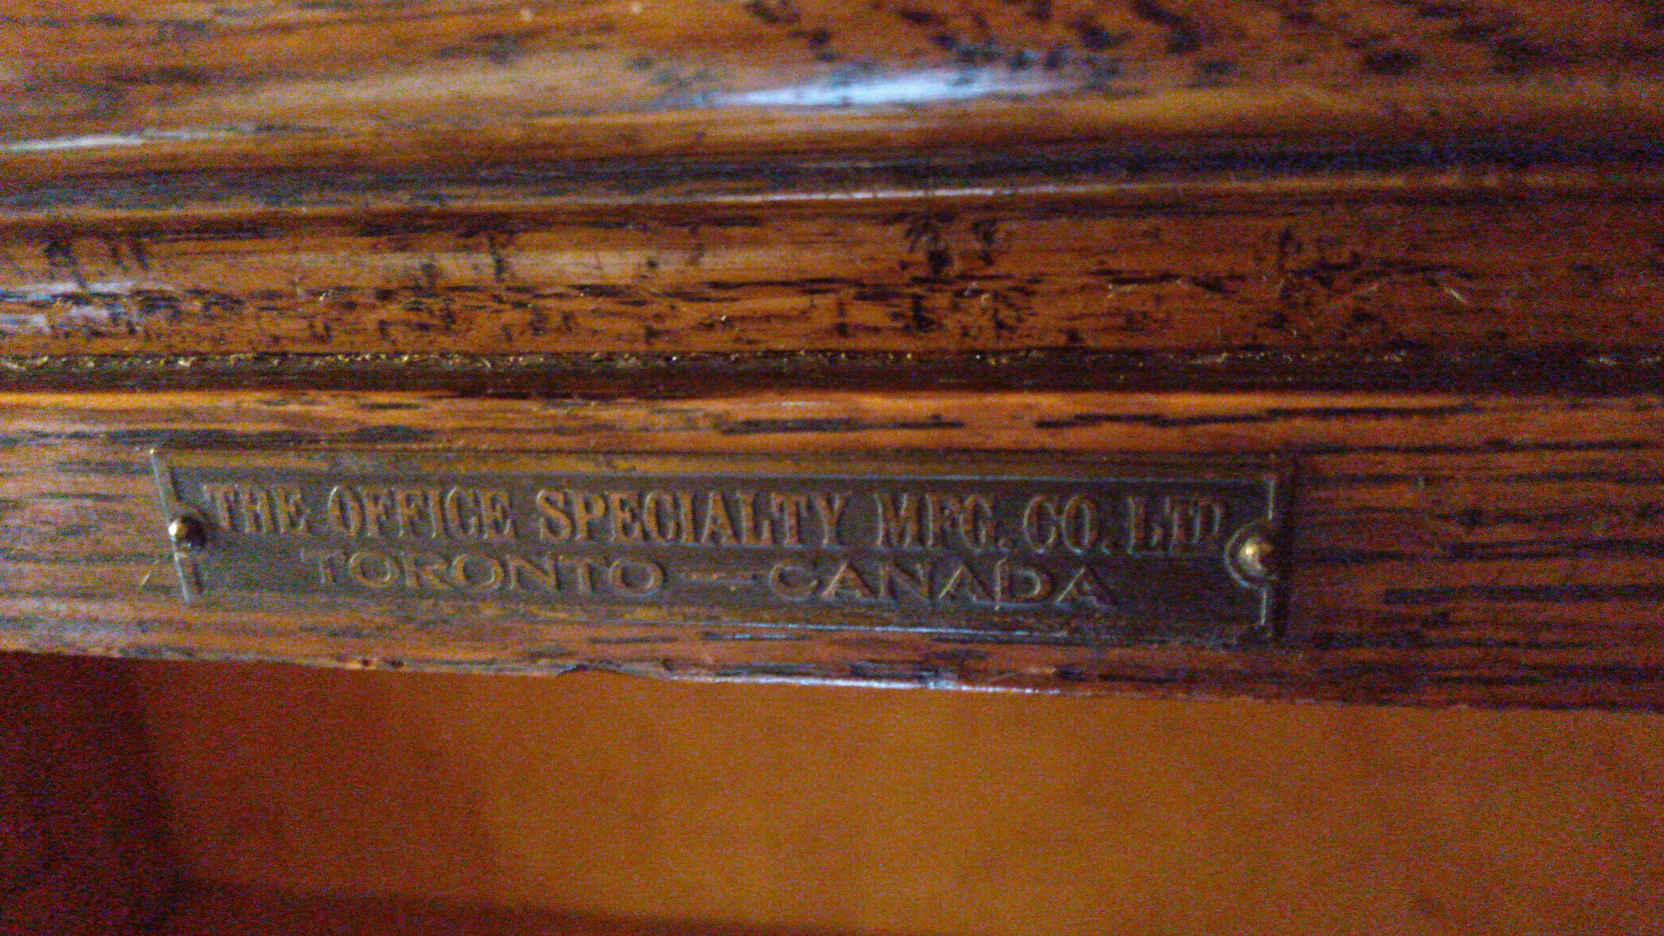 THE OFFICE SPECIALTY MFG. CO. LTD
TORONTO — CANADA